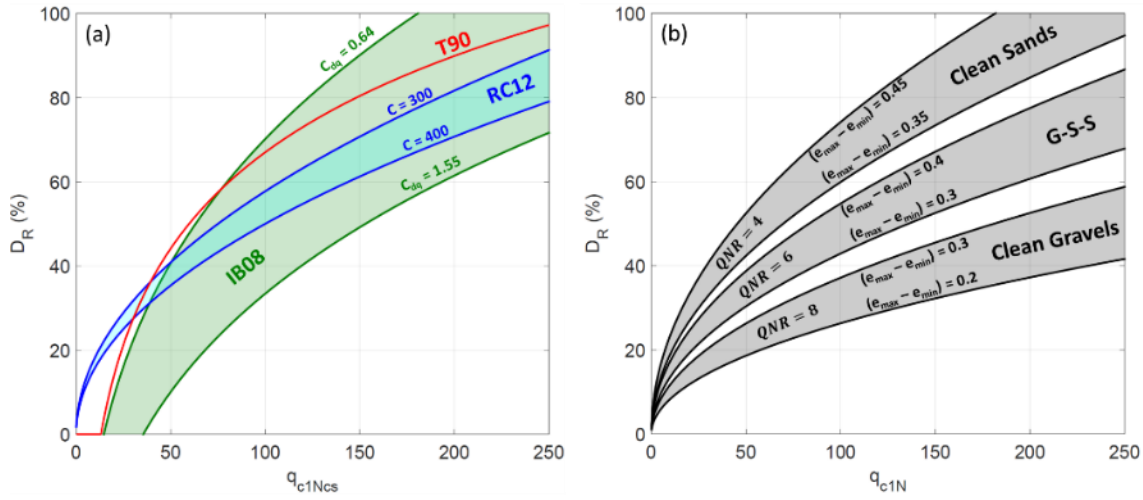 (a)
100
80
60
40
20
0
D_R (%)
0
50
100
150
200
250
q_c1Ncs
C_dq = 0.64
T90
C = 300
RC12
C = 400
C_dq = 1.55
IB08
(b)
100
80
60
40
20
0
D_R (%)
0
50
100
150
200
250
q_c1N
Clean Sands
(e_max − e_min) = 0.45
(e_max − e_min) = 0.35
QNR = 4
G-S-S
(e_max − e_min) = 0.4
(e_max − e_min) = 0.3
QNR = 6
Clean Gravels
(e_max − e_min) = 0.3
(e_max − e_min) = 0.2
QNR = 8